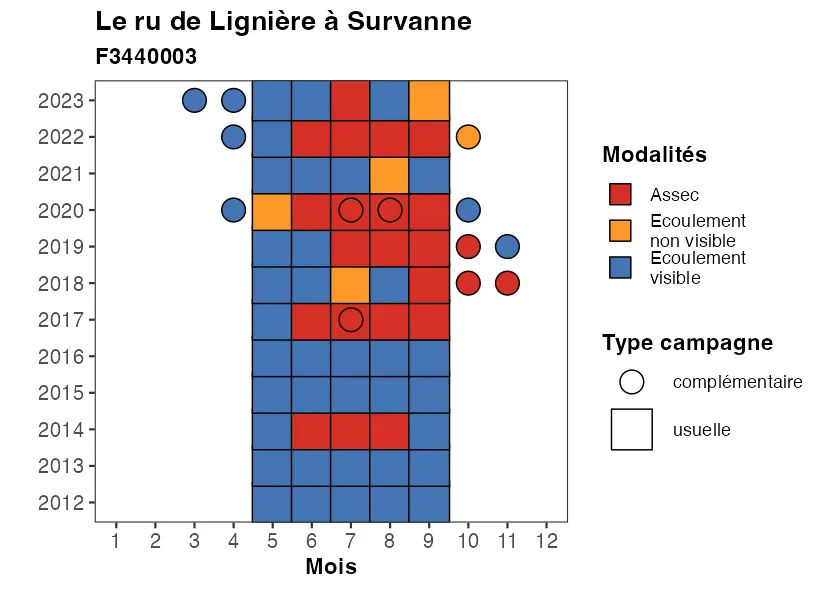 Le ru de Lignière à Survanne
F3440003
2023
2022
2021
2020
2019
2018
2017
2016
2015
2014
2013
2012
1 2 3 4 5 6 7 8 9 10 11 12
Mois
Modalités
Assec
Ecoulement
non visible
Ecoulement
visible
Type campagne
complémentaire
usuelle